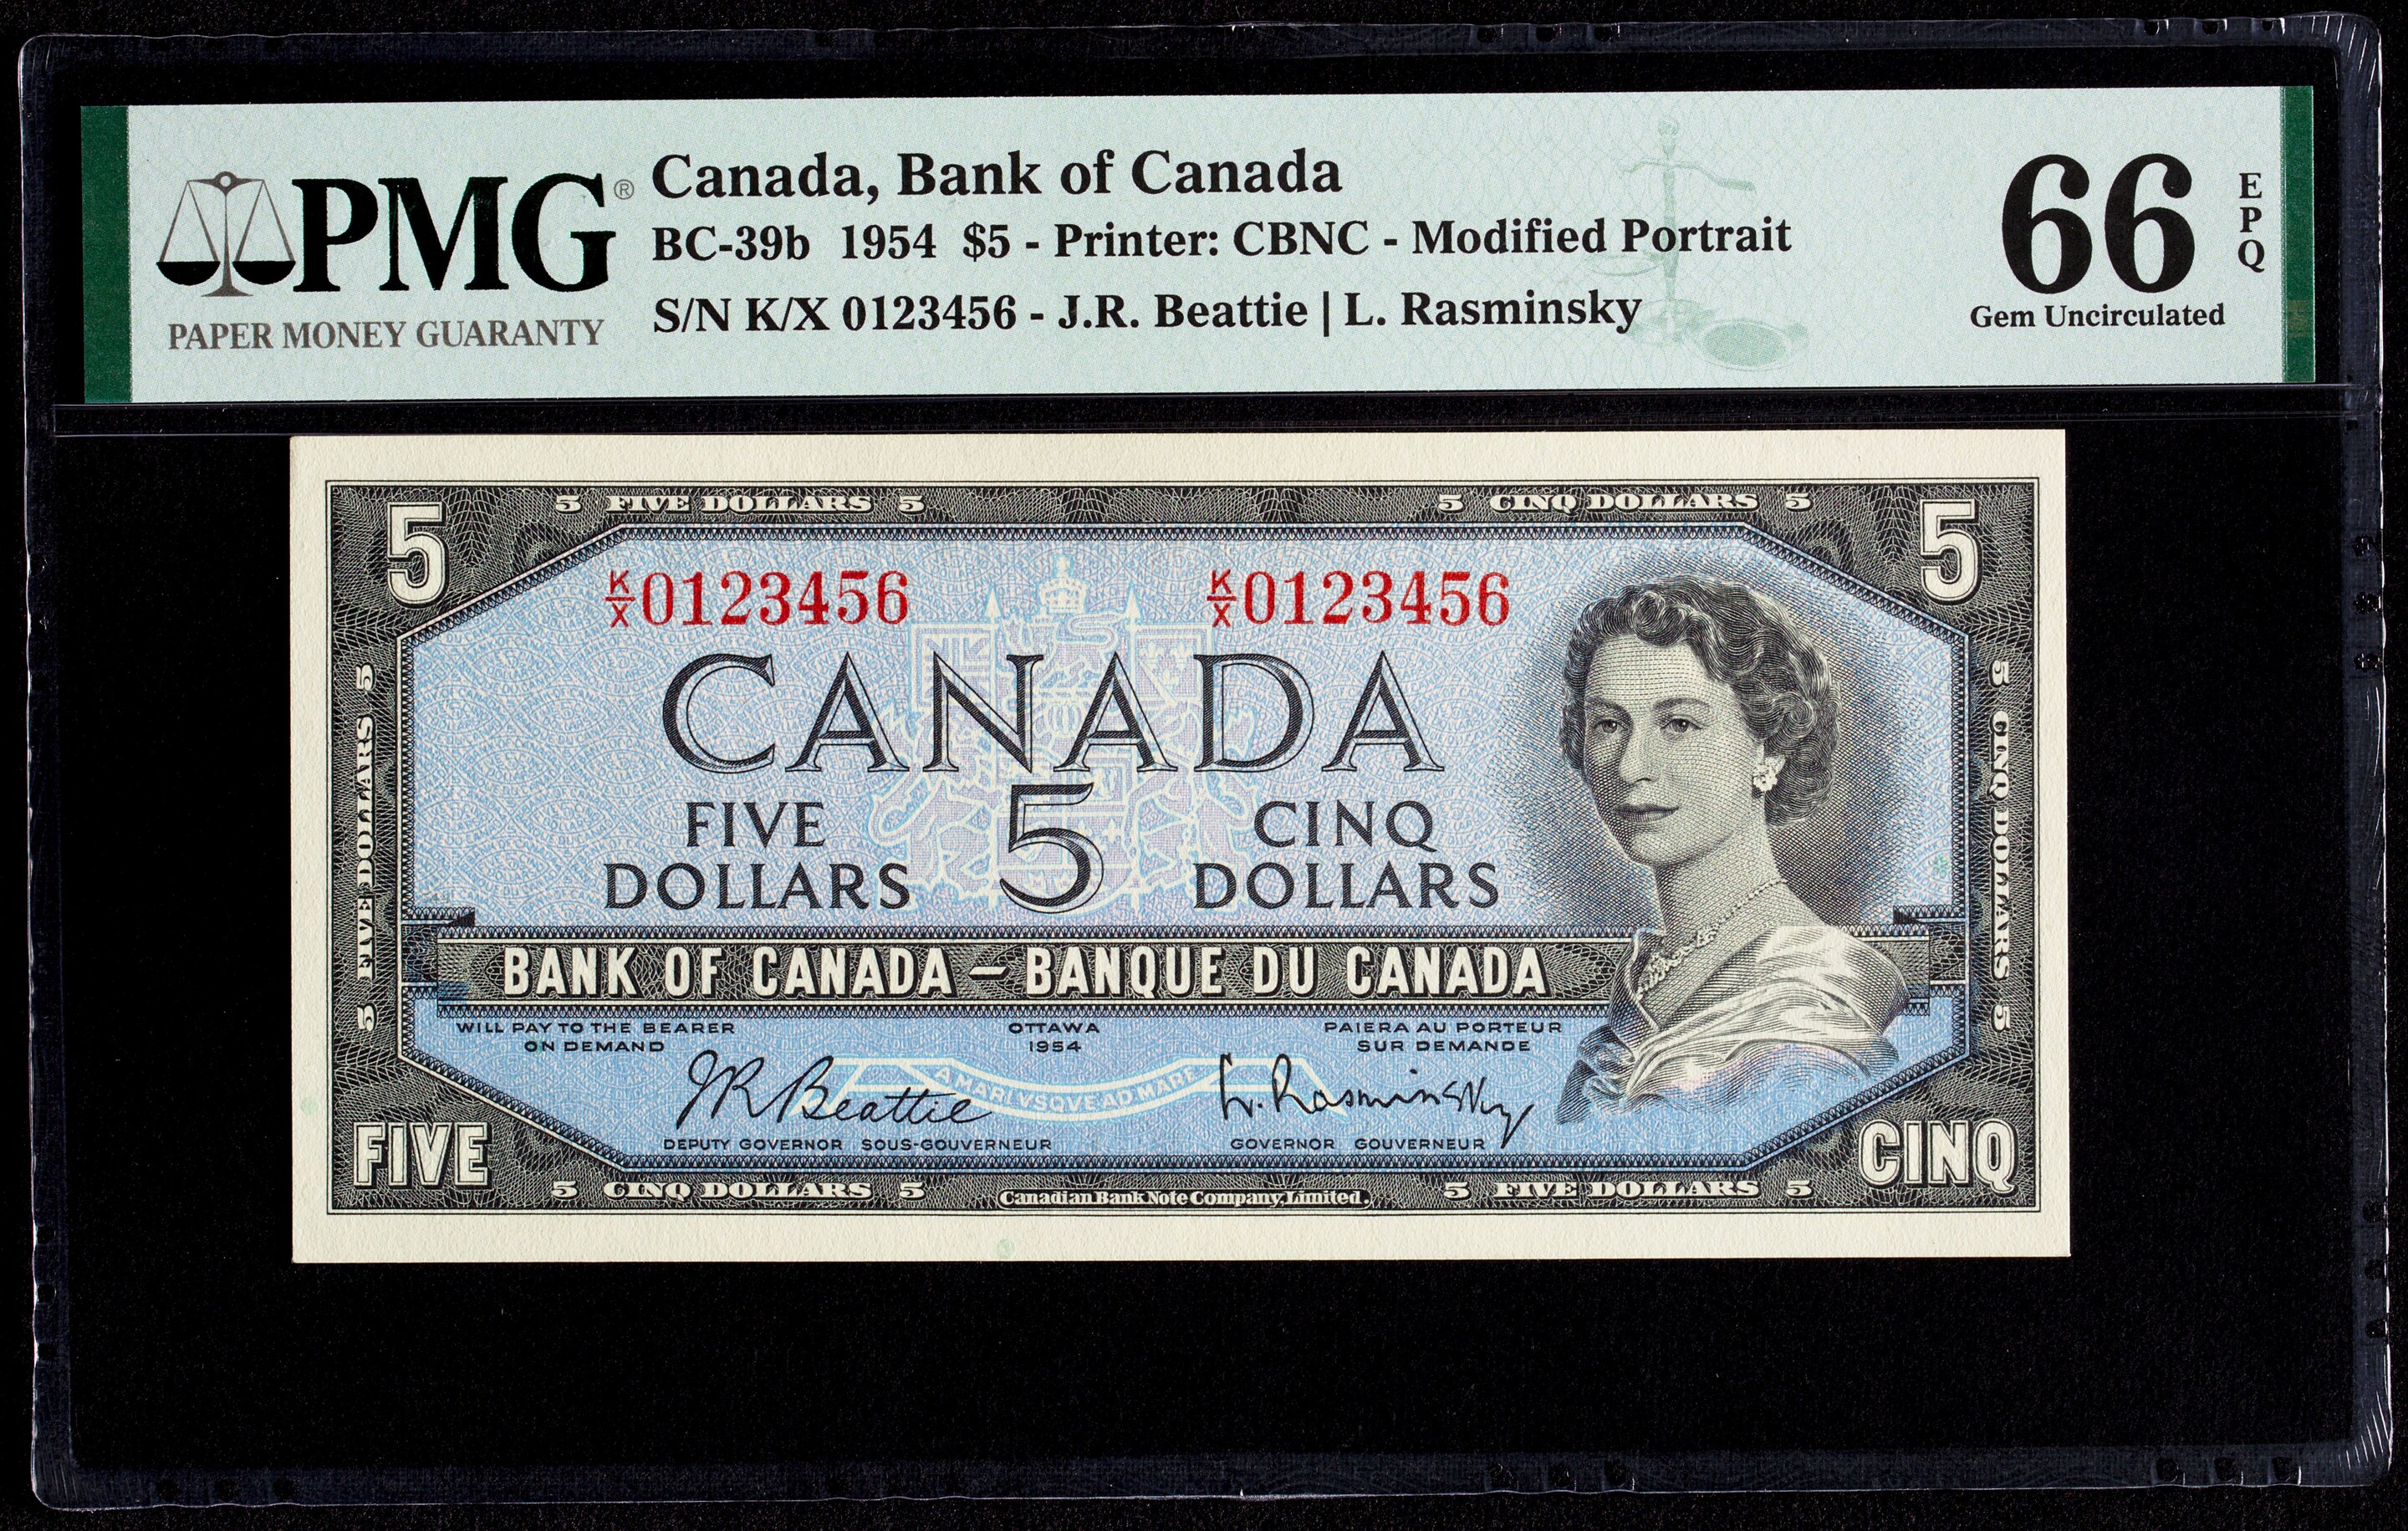 PMG®
PAPER MONEY GUARANTY
Canada, Bank of Canada
BC-39b 1954 $5 - Printer: CBNC - Modified Portrait
S/N K/X 0123456 - J.R. Beattie | L. Rasminsky
66
EPQ
Gem Uncirculated
5 FIVE DOLLARS 5
5 CINQ DOLLARS 5
5
5
K/X 0123456
K/X 0123456
CANADA
FIVE DOLLARS
5
CINQ DOLLARS
5 FIVE DOLLARS 5
5 CINQ DOLLARS 5
BANK OF CANADA – BANQUE DU CANADA
WILL PAY TO THE BEARER
ON DEMAND
OTTAWA
1954
PAIERA AU PORTEUR
SUR DEMANDE
A MARI VSQVE AD MARE
JR Beattie
L. Rasminsky
DEPUTY GOVERNOR SOUS-GOUVERNEUR
GOVERNOR GOUVERNEUR
FIVE
CINQ
5 CINQ DOLLARS 5
Canadian Bank Note Company, Limited.
5 FIVE DOLLARS 5